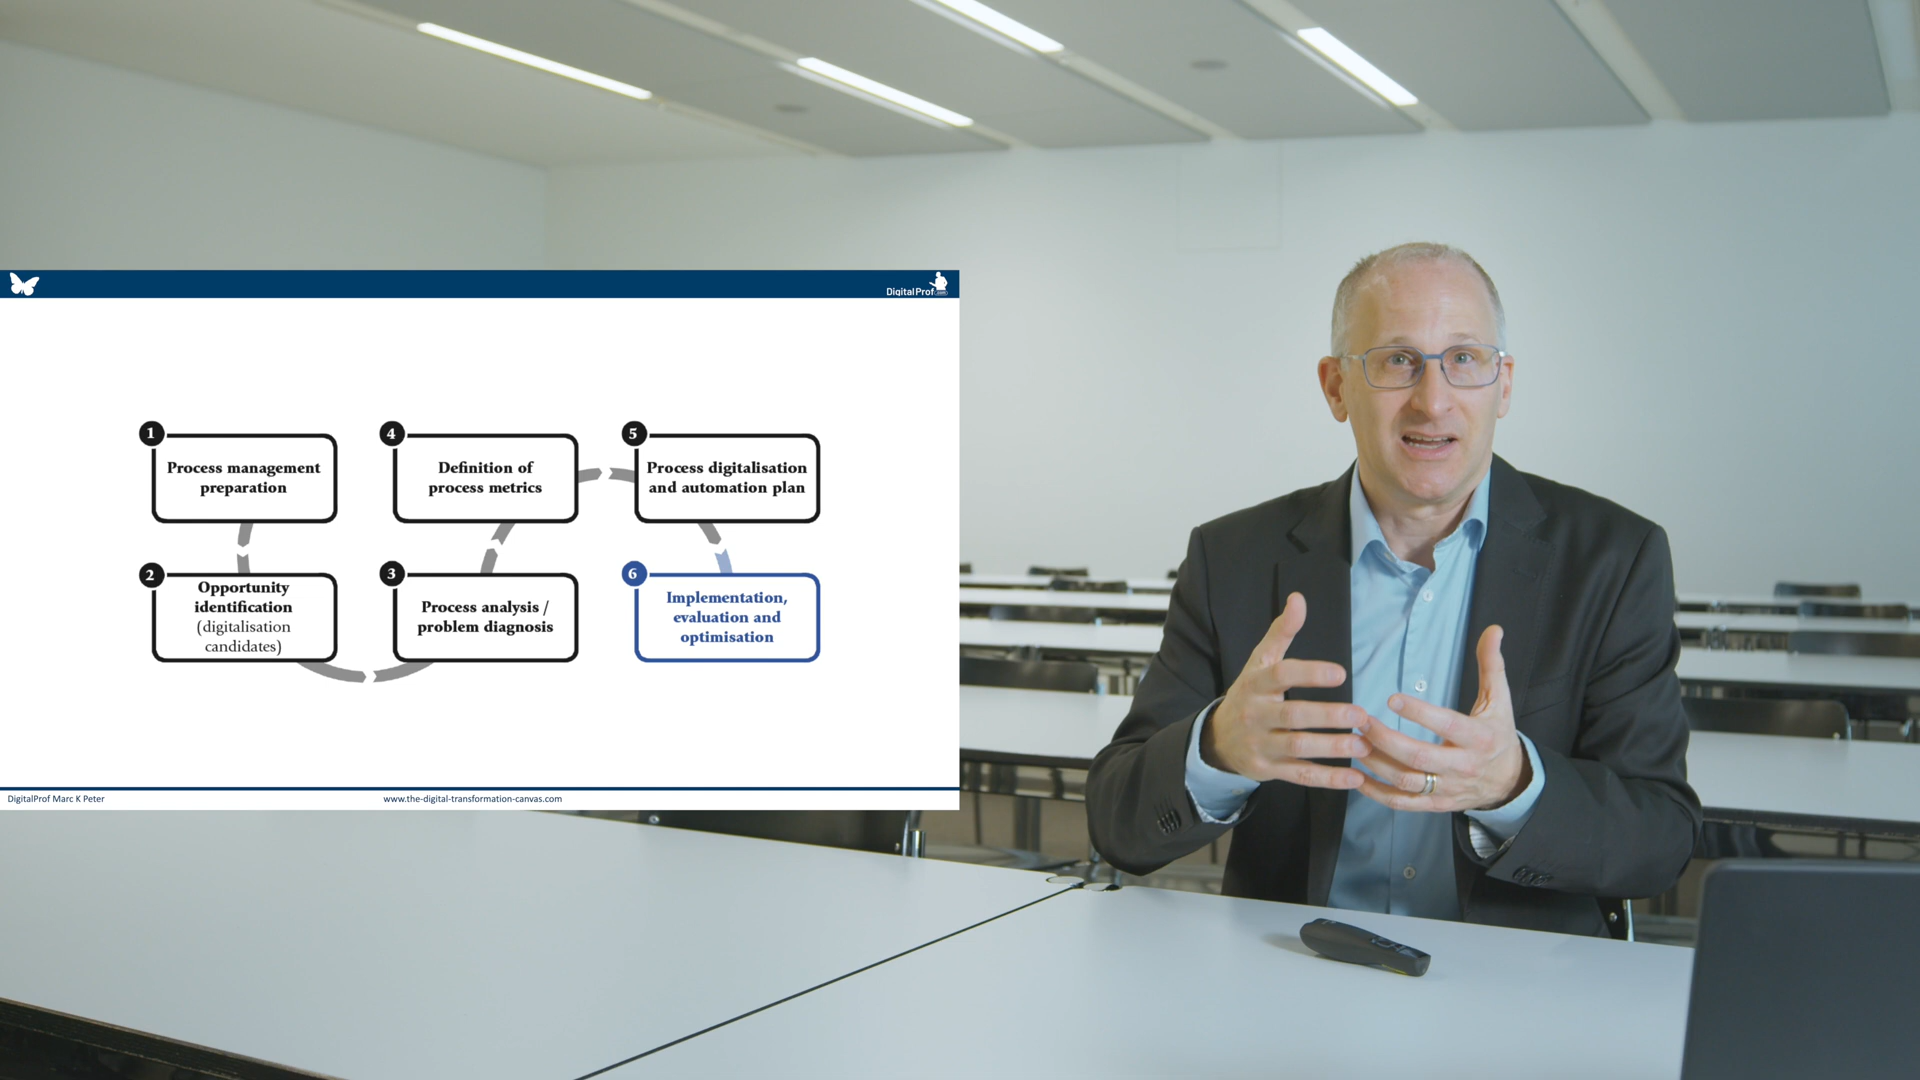 DigitalProf
1
Process management
preparation
2
Opportunity
identification
(digitalisation
candidates)
3
Process analysis /
problem diagnosis
4
Definition of
process metrics
5
Process digitalisation
and automation plan
6
Implementation,
evaluation and
optimisation
DigitalProf Marc K Peter
www.the-digital-transformation-canvas.com